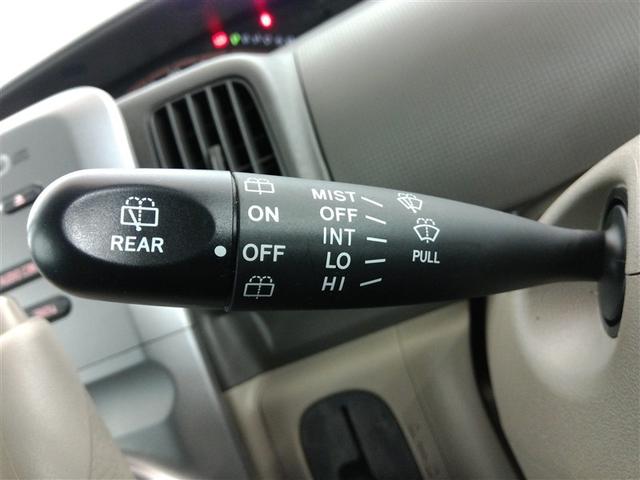 REAR
ON
OFF
MIST
OFF
INT
LO
HI
PULL